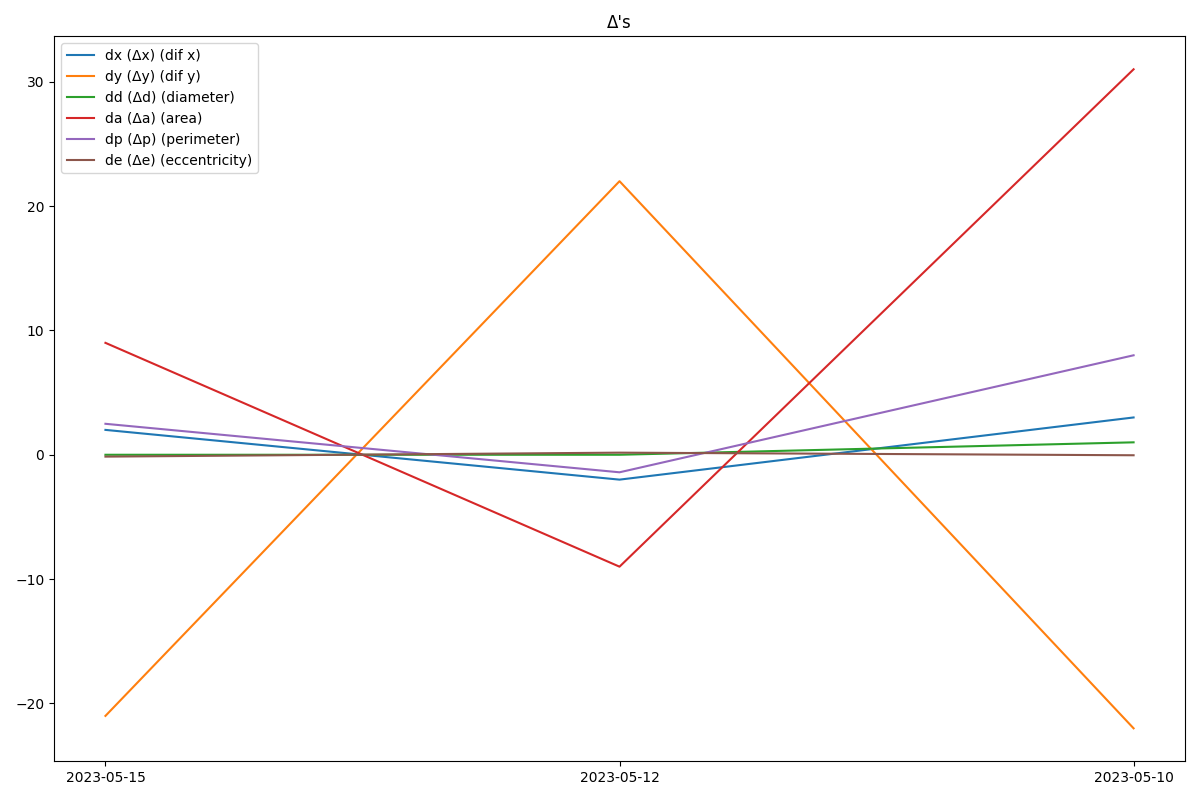 Δ's
dx (Δx) (dif x)
dy (Δy) (dif y)
dd (Δd) (diameter)
da (Δa) (area)
dp (Δp) (perimeter)
de (Δe) (eccentricity)
30
20
10
0
−10
−20
2023-05-15
2023-05-12
2023-05-10